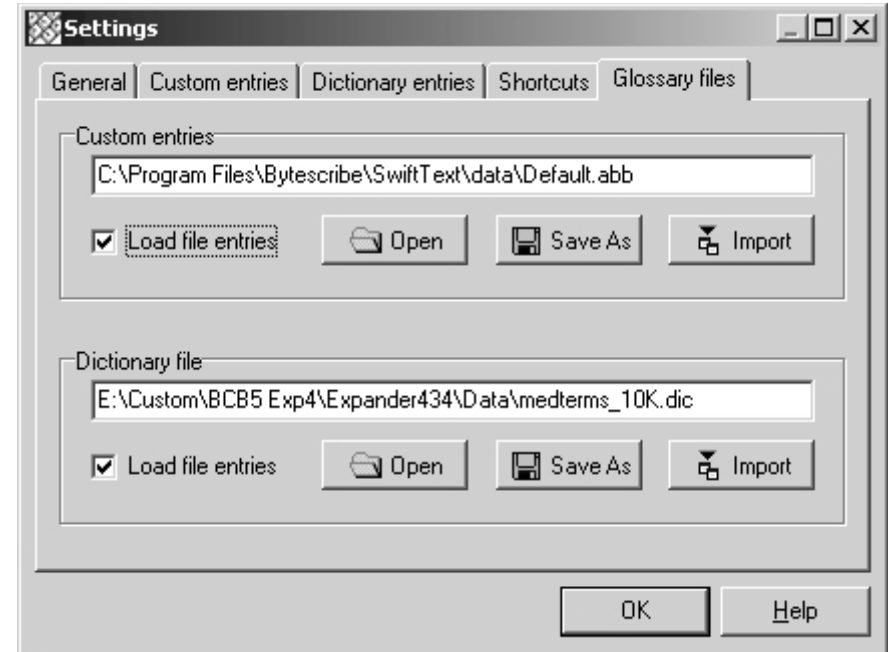 Settings
General Custom entries Dictionary entries Shortcuts Glossary files
Custom entries
C:\Program Files\Bytescribe\SwiftText\data\Default.abb
Load file entries Open Save As Import
Dictionary file
E:\Custom\BCB5 Exp4\Expander434\Data\medterms_10K.dic
Load file entries Open Save As Import
OK Help